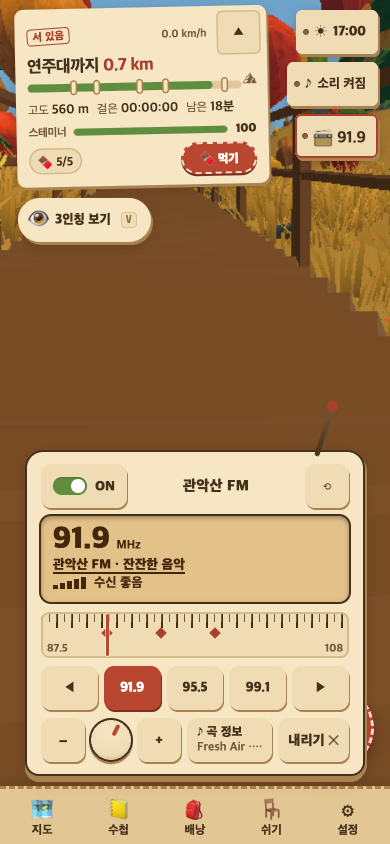 서 있음
0.0 km/h
▲
17:00
연주대까지 0.7 km
♪ 소리 켜짐
고도 560 m 걸은 00:00:00 남은 18분
스테미너 100
91.9
5/5
먹기
3인칭 보기 V
ON
관악산 FM
91.9 MHz
관악산 FM · 잔잔한 음악
수신 좋음
87.5
108
◀ 91.9 95.5 99.1 ▶
− + ♪ 곡 정보
Fresh Air ····
내리기 ×
지도 수첩 배낭 쉬기 설정